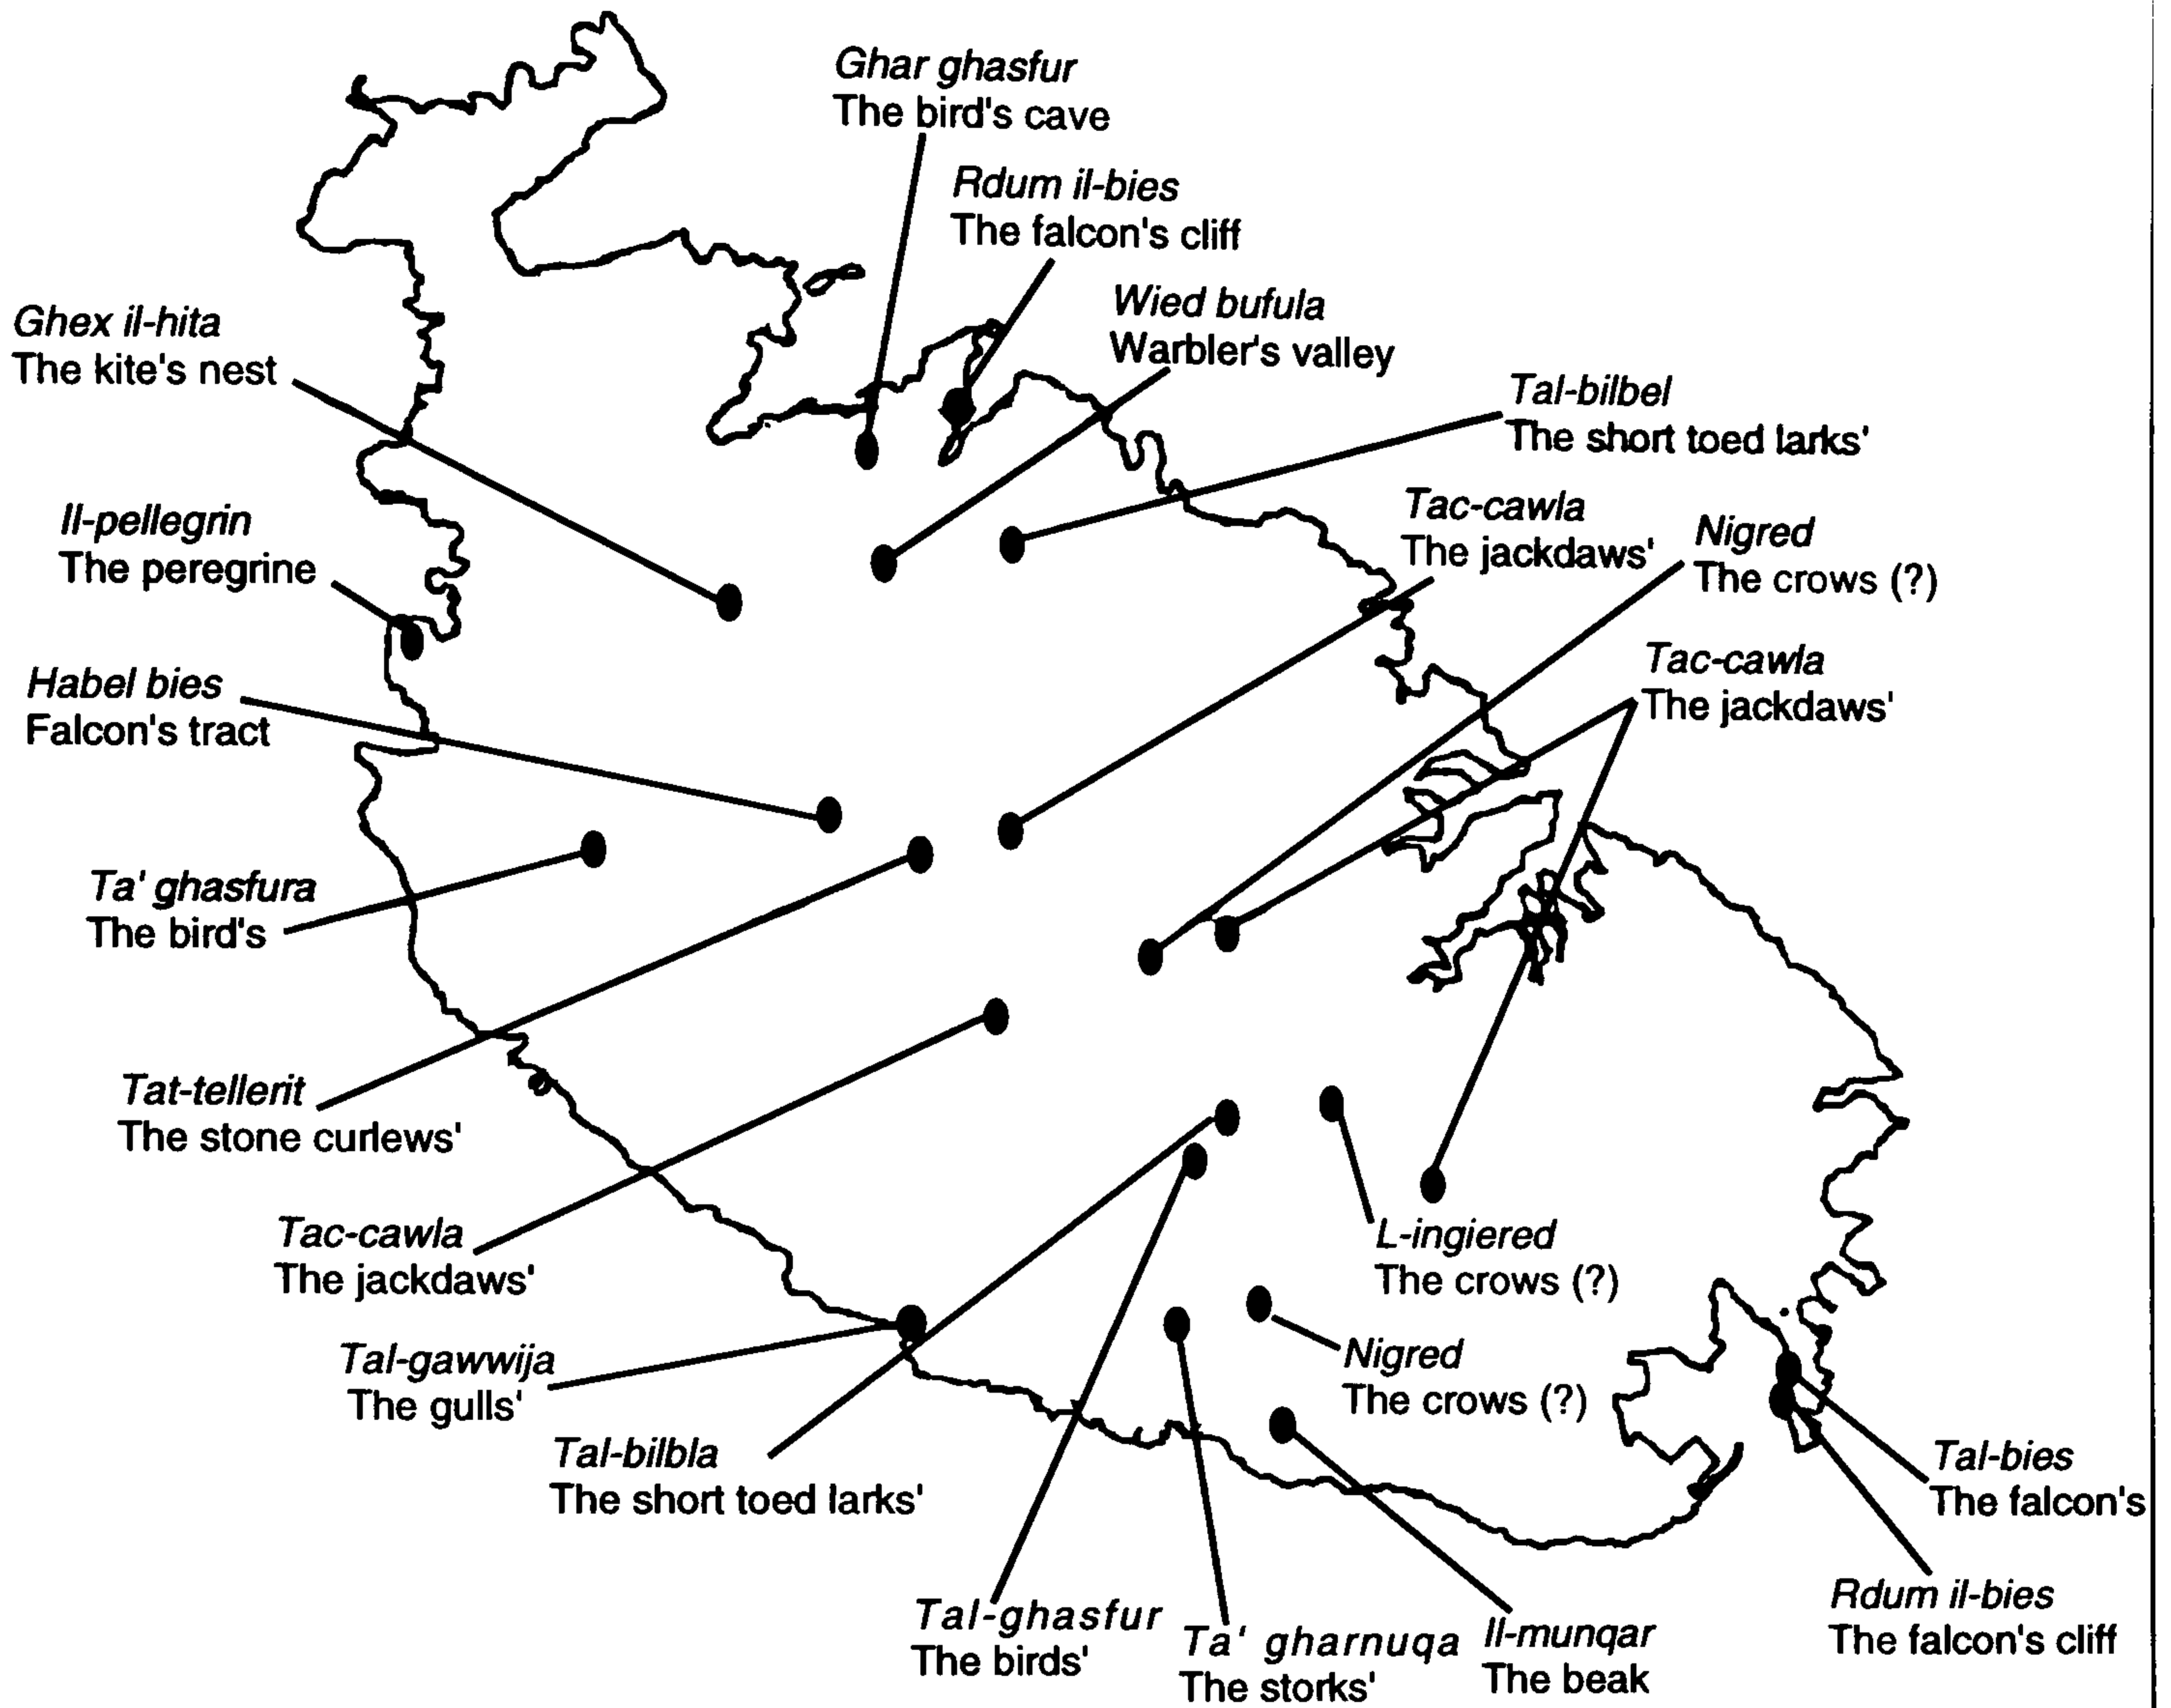 Ghar ghasfur
The bird's cave
Rdum il-bies
The falcon's cliff
Wied bufula
Warbler's valley
Ghex il-hita
The kite's nest
Tal-bilbel
The short toed larks'
Tac-cawla
The jackdaws'
Nigred
The crows (?)
Il-pellegrin
The peregrine
Tac-cawla
The jackdaws'
Habel bies
Falcon's tract
Ta' ghasfura
The bird's
Tat-tellerit
The stone curlews'
Tac-cawla
The jackdaws'
L-ingiered
The crows (?)
Tal-gawwija
The gulls'
Nigred
The crows (?)
Tal-bilbla
The short toed larks'
Tal-bies
The falcon's
Tal-ghasfur
The birds'
Ta' gharnuqa
The storks'
Il-munqar
The beak
Rdum il-bies
The falcon's cliff